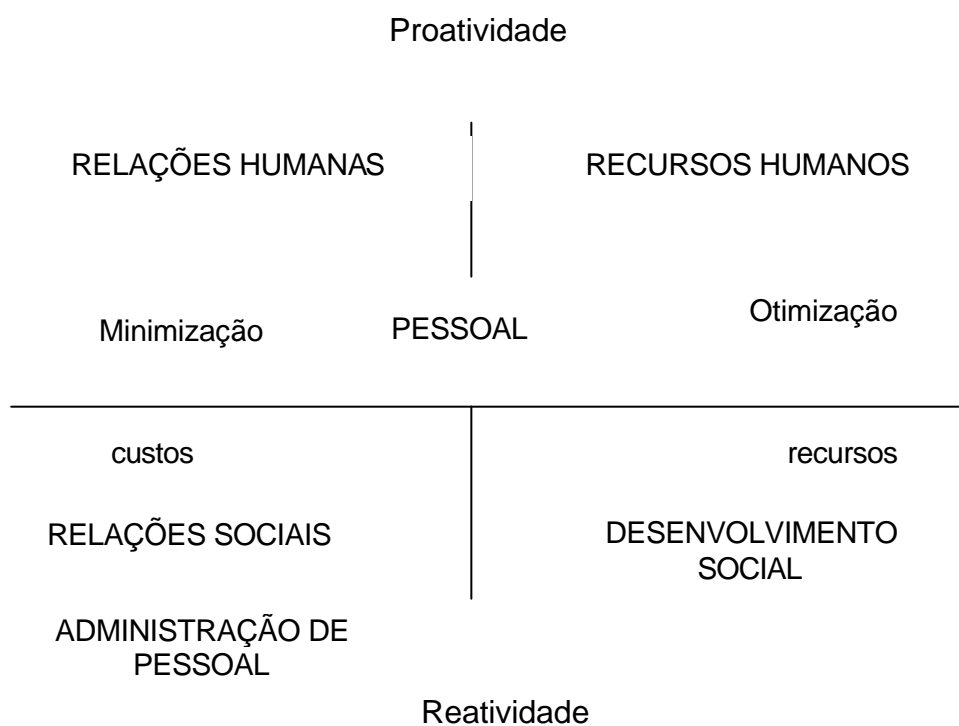 Proatividade
RELAÇÕES HUMANAS
RECURSOS HUMANOS
Minimização
PESSOAL
Otimização
custos
recursos
RELAÇÕES SOCIAIS
DESENVOLVIMENTO
SOCIAL
ADMINISTRAÇÃO DE
PESSOAL
Reatividade